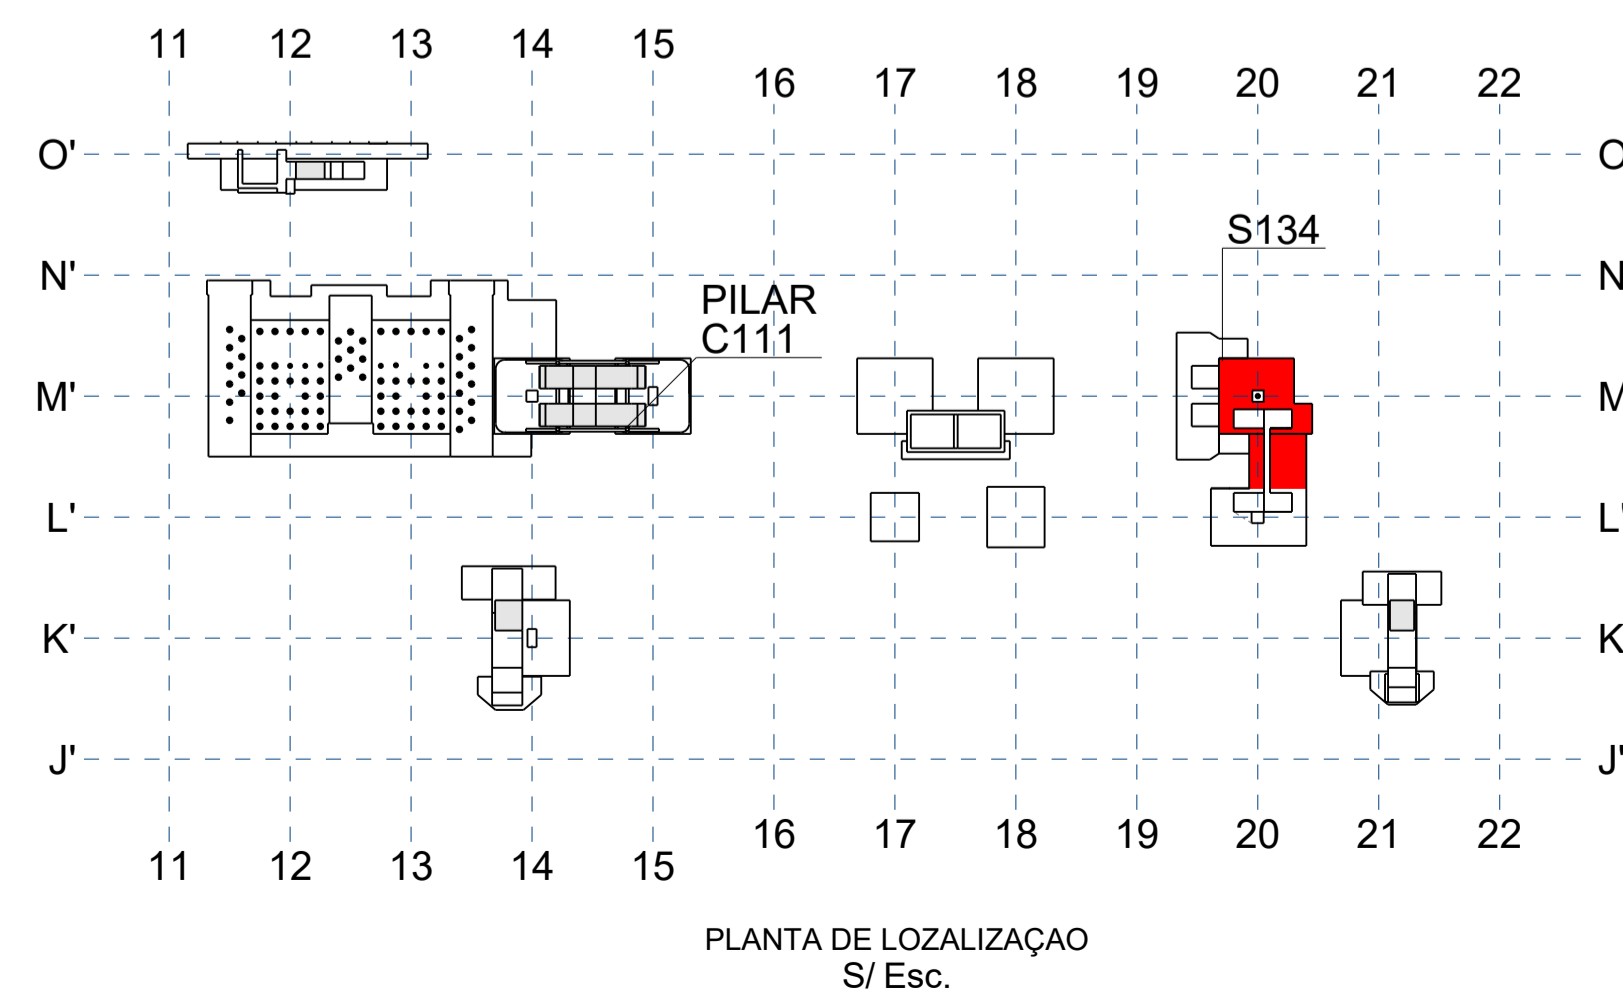 11 12 13 14 15
16 17 18 19 20 21 22
O' O
S134
N' N
PILAR
C111
M' M
L' L'
K' K
J' J'
16 17 18 19 20 21 22
11 12 13 14 15
PLANTA DE LOZALIZAÇAO
S/ Esc.